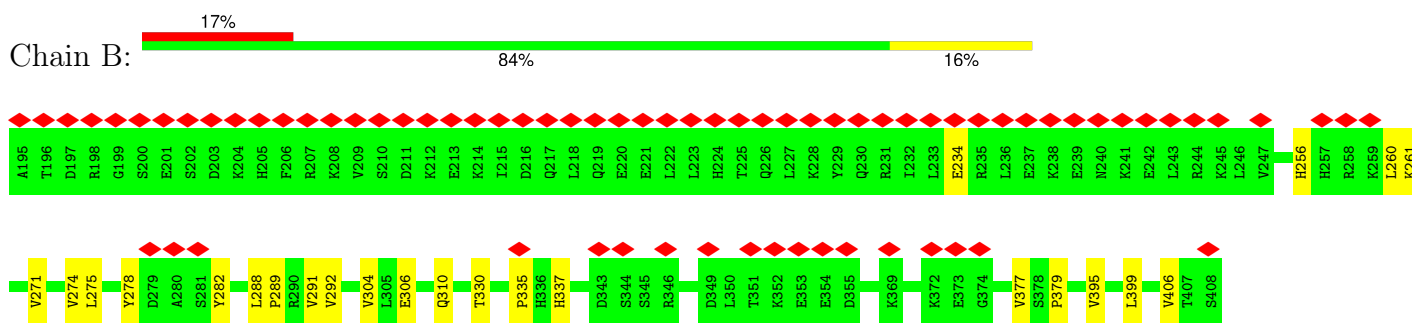 17%
Chain B:
84% 16%
A195 T196 D197 R198 G199 S200 E201 S202 D203 K204 H205 F206 R207 K208 V209 S210 D211 K212 E213 K214 I215 D216 Q217 L218 Q219 E220 E221 L222 L223 H224 T225 Q226 L227 K228 Y229 Q230 R231 I232 L233 E234 R235 L236 E237 K238 E239 N240 K241 E242 L243 R244 K245 L246 V247 H256 H257 R258 K259 L260 K261
V271 V274 L275 Y278 D279 A280 S281 Y282 L288 P289 R290 V291 V292 V304 L305 E306 Q310 T330 P335 H336 H337 D343 S344 S345 R346 D349 L350 T351 K352 E353 E354 D355 K369 K372 E373 G374 V377 S378 P379 V395 L399 V406 T407 S408